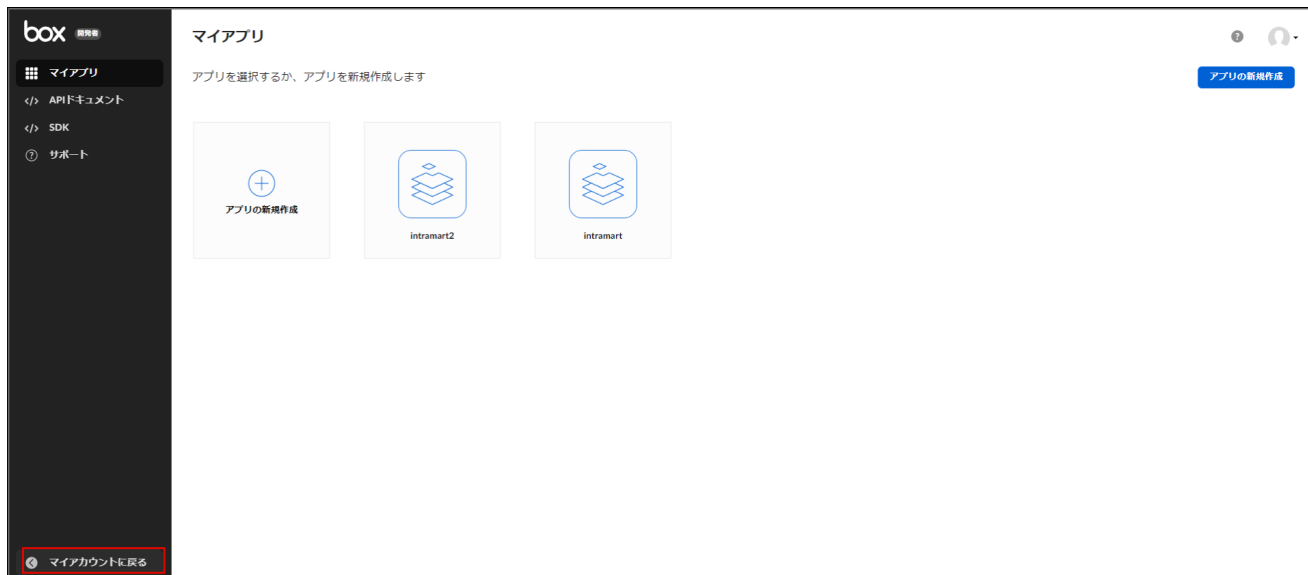 box 開発者
マイアプリ
APIドキュメント
SDK
サポート
マイアカウントに戻る
マイアプリ
アプリを選択するか、アプリを新規作成します
アプリの新規作成
アプリの新規作成
intramart2
intramart